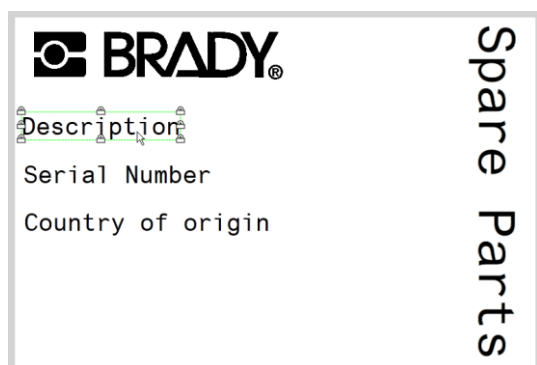 BRADY®
Description
Serial Number
Country of origin
Spare Parts